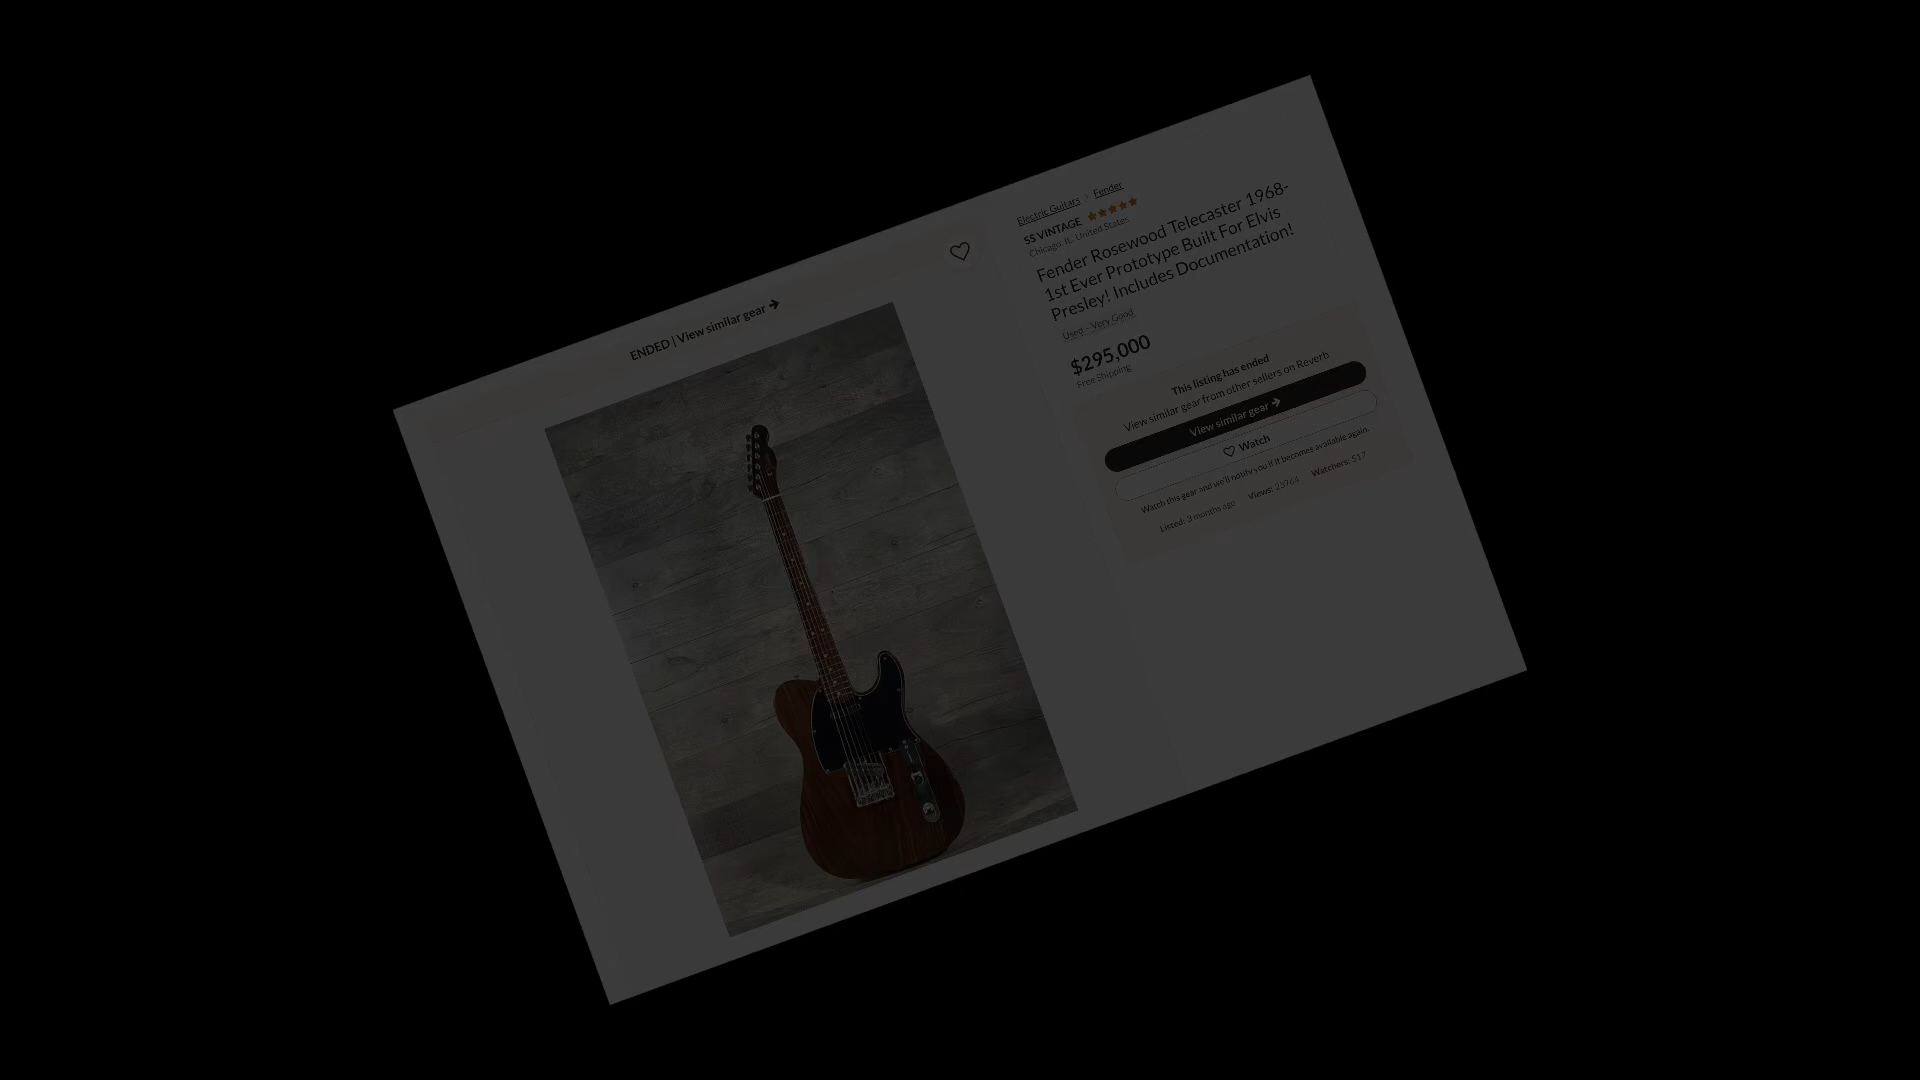 ENDED | View similar gear →
Electric Guitars > Fender
SS VINTAGE
Chicago, IL, United States
Fender Rosewood Telecaster 1968-
1st Ever Prototype Built For Elvis
Presley! Includes Documentation!
Used – Very Good
$295,000
Free Shipping
This listing has ended
View similar gear from other sellers on Reverb
View similar gear →
Watch
Watch this gear and we'll notify you if it becomes available again.
Listed: 3 months ago Views: 23764 Watchers: 517